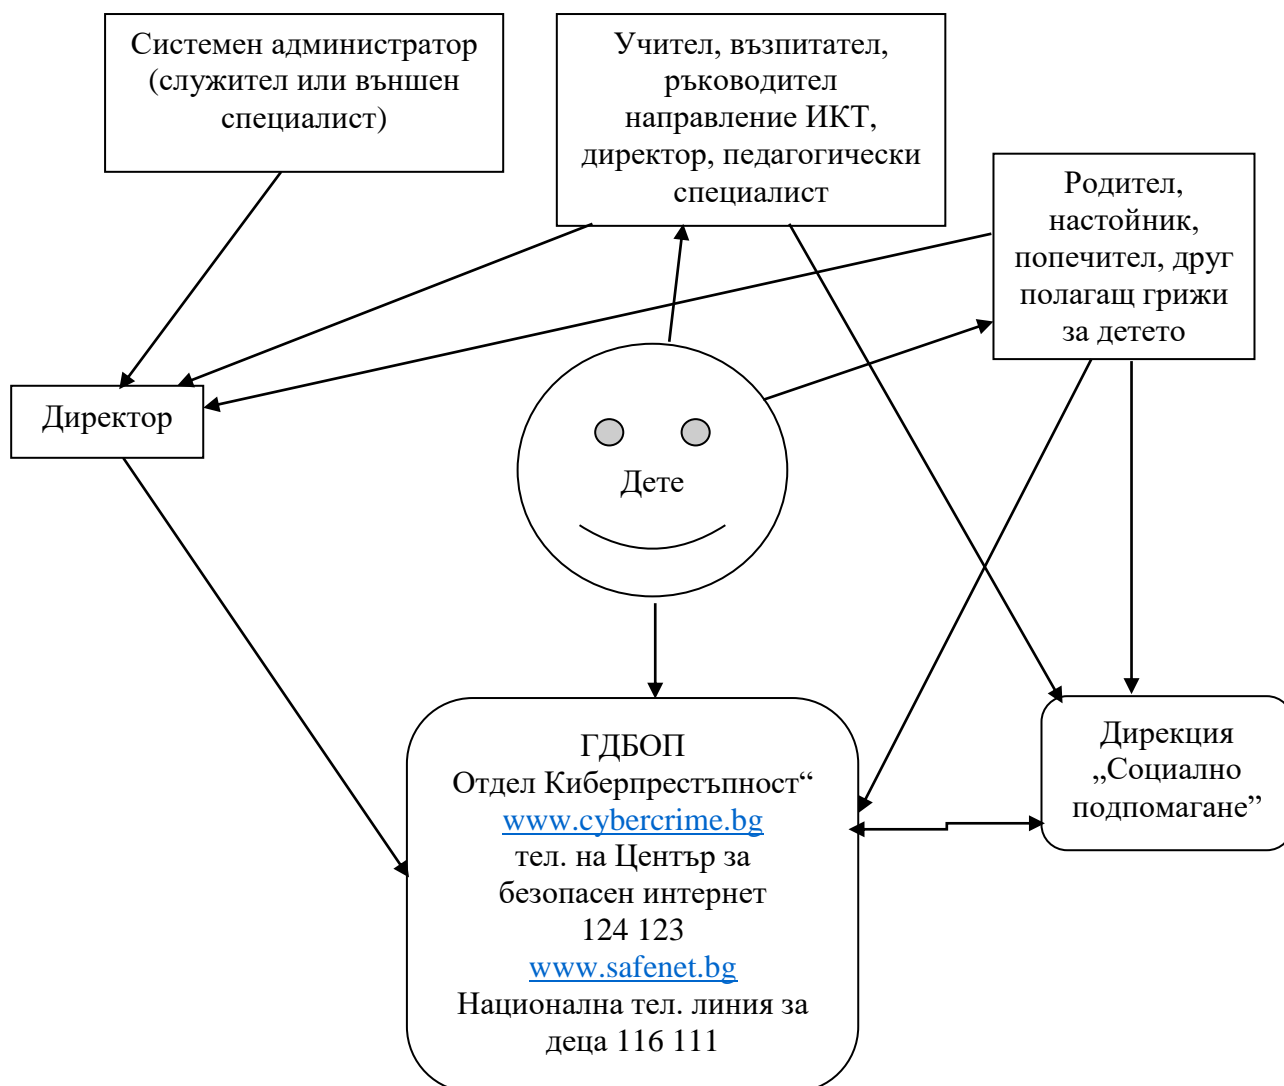 Системен администратор
(служител или външен
специалист)
Учител, възпитател,
ръководител
направление ИКТ,
директор, педагогически
специалист
Родител,
настойник,
попечител, друг
полагащ грижи
за детето
Директор
Дете
ГДБОП
Отдел Киберпрестъпност“
www.cybercrime.bg
тел. на Център за
безопасен интернет
124 123
www.safenet.bg
Национална тел. линия за
деца 116 111
Дирекция
„Социално
подпомагане”